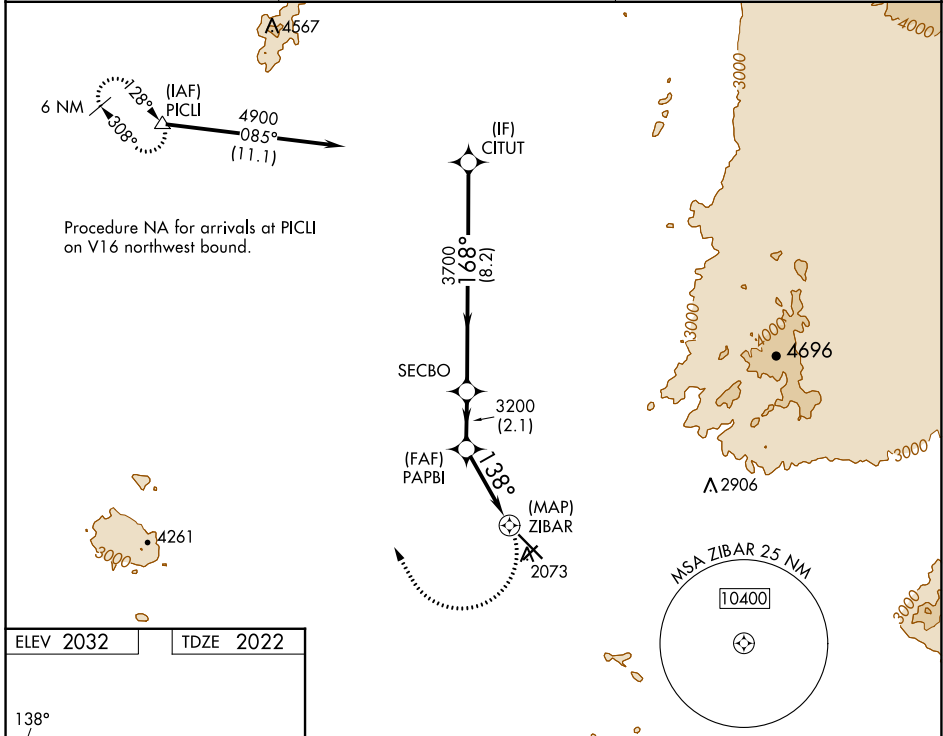 4567
4000
3000
6 NM
128°
308°
(IAF)
PICLI
4900
085°
(11.1)
(IF)
CITUT
Procedure NA for arrivals at PICLI
on V16 northwest bound.
3700
168°
(8.2)
3000
4000
4696
SECBO
3200
(2.1)
(FAF)
PAPBI
138°
3000
2906
(MAP)
ZIBAR
2073
4261
3000
MSA ZIBAR 25 NM
10400
3000
ELEV 2032
TDZE 2022
138°